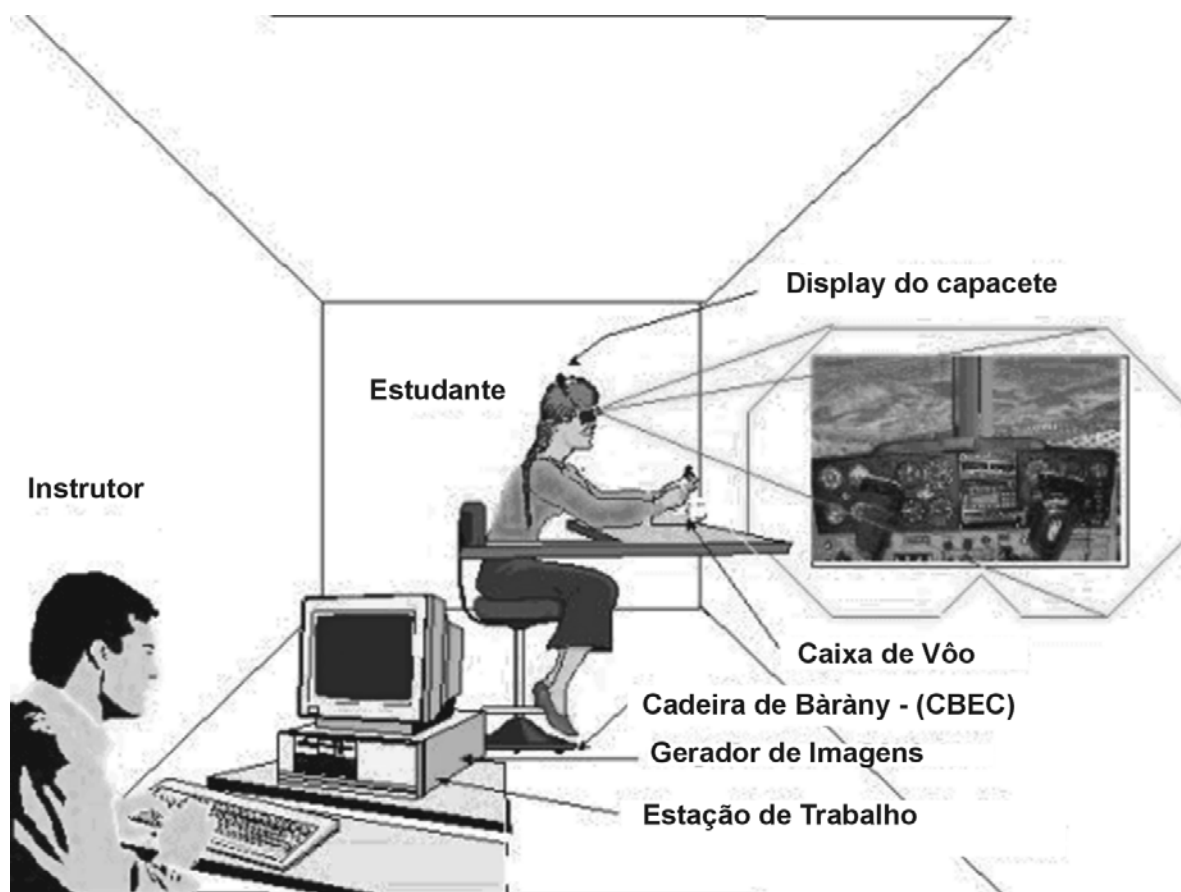 Display do capacete
Estudante
Instrutor
Caixa de Vôo
Cadeira de Bàràny - (CBEC)
Gerador de Imagens
Estação de Trabalho